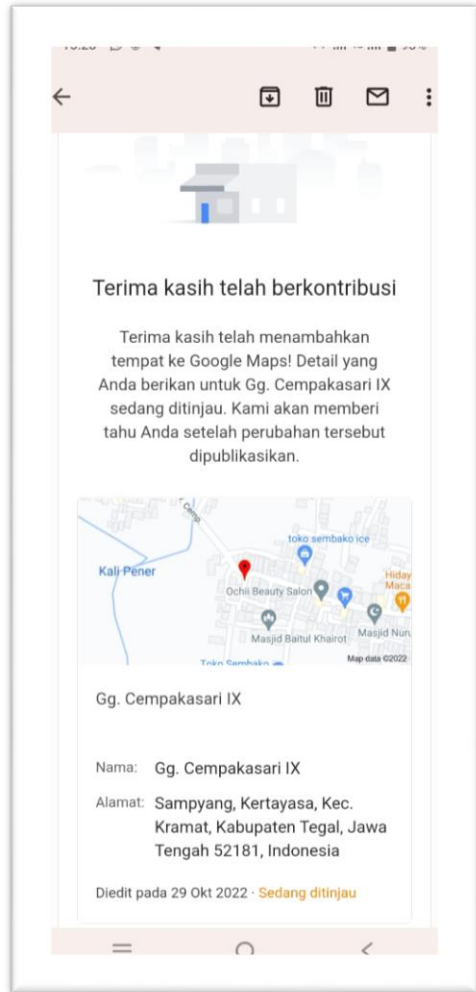 Terima kasih telah berkontribusi
Terima kasih telah menambahkan
tempat ke Google Maps! Detail yang
Anda berikan untuk Gg. Cempakasari IX
sedang ditinjau. Kami akan memberi
tahu Anda setelah perubahan tersebut
dipublikasikan.
toko sembako ice
Kali Pener
Ochii Beauty Salon
Masjid Baitul Khairot
Map data ©2022
Gg. Cempakasari IX
Nama: Gg. Cempakasari IX
Alamat: Sampyang, Kertayasa, Kec.
Kramat, Kabupaten Tegal, Jawa
Tengah 52181, Indonesia
Diedit pada 29 Okt 2022 · Sedang ditinjau